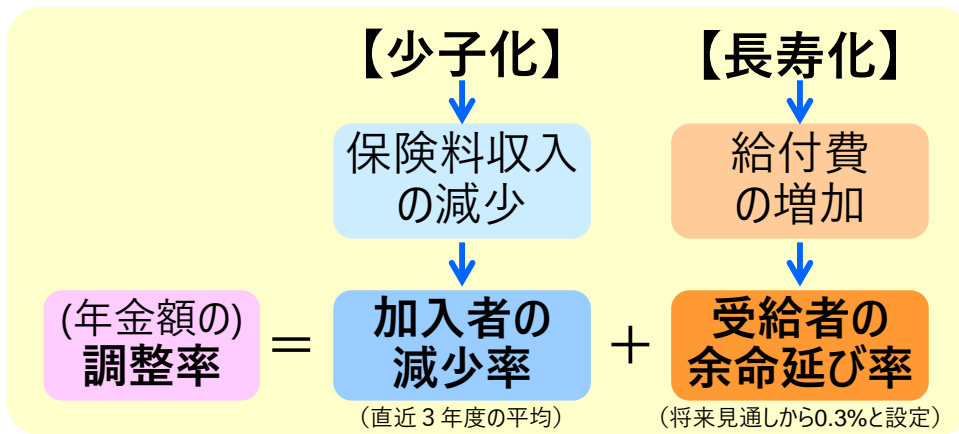 【少子化】
【長寿化】
保険料収入
の減少
給付費
の増加
(年金額の)
調整率
=
加入者の
減少率
+
受給者の
余命延び率
(直近3年度の平均)
(将来見通しから0.3%と設定)